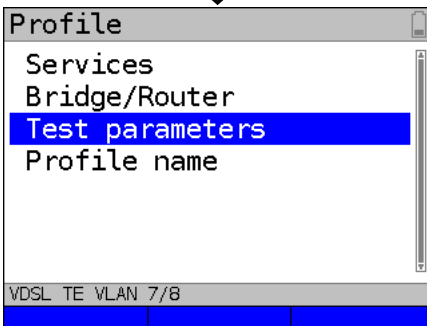 Profile
Services
Bridge/Router
Test parameters
Profile name
VDSL TE VLAN 7/8